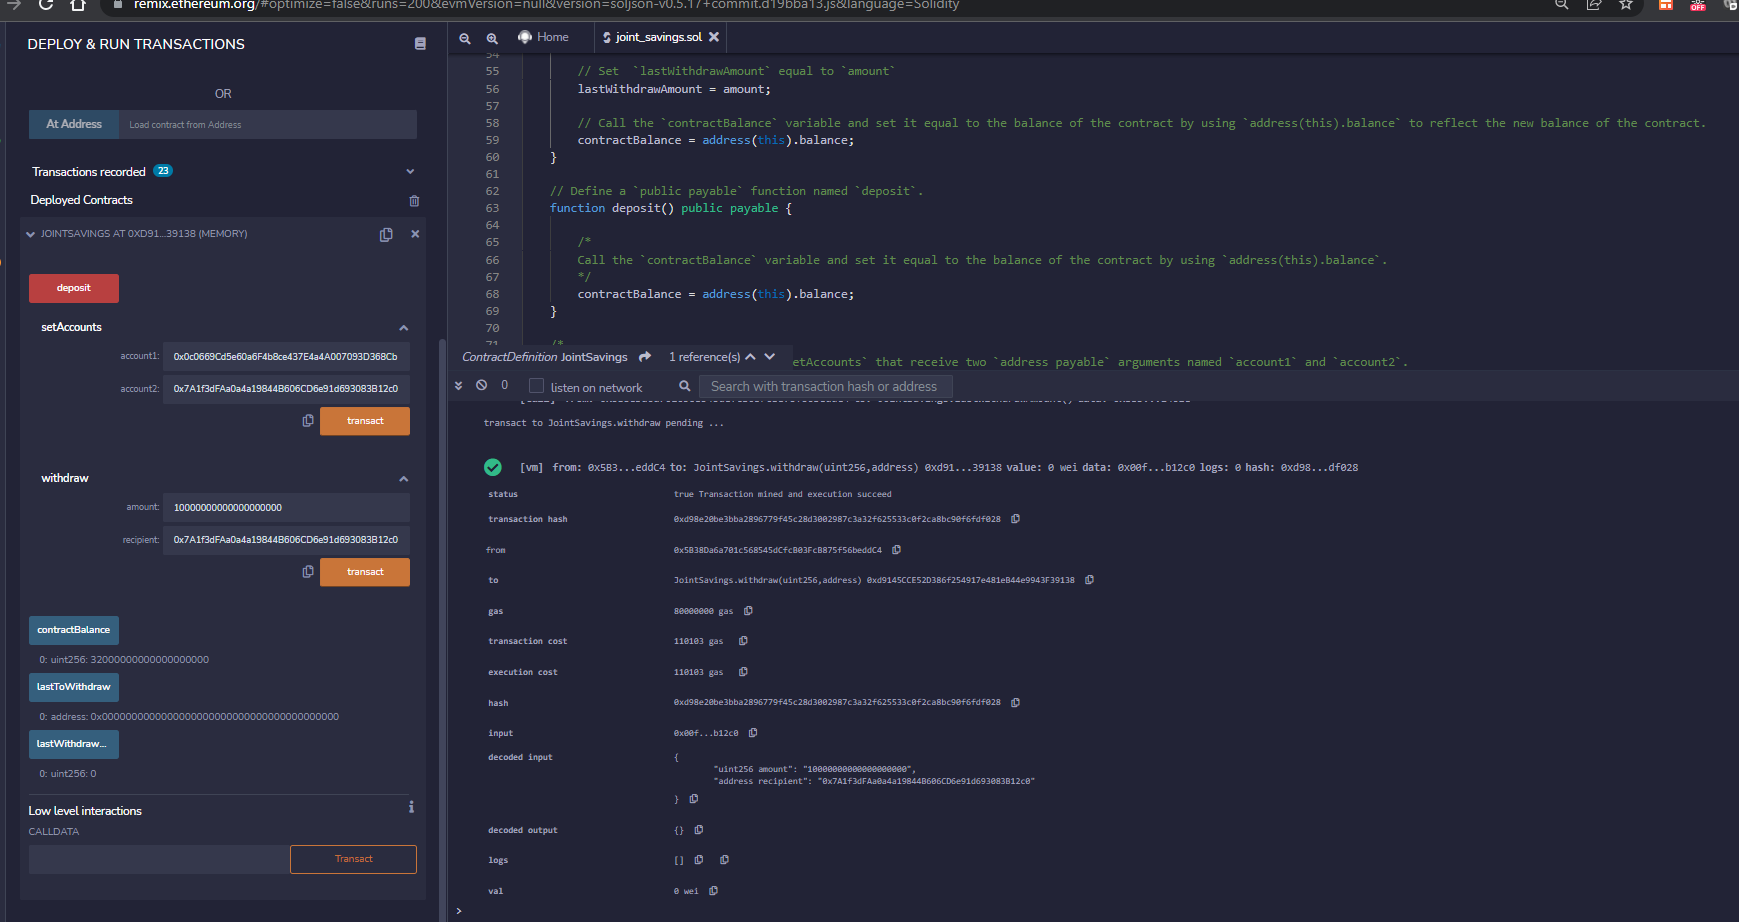 remix.ethereum.org/#optimize=false&runs=200&evmVersion=null&version=soljson-v0.5.17+commit.d19bba13.js&language=Solidity
DEPLOY & RUN TRANSACTIONS
OR
At Address Load contract from Address
Transactions recorded 23
Deployed Contracts
JOINTSAVINGS AT 0XD91...39138 (MEMORY)
deposit
setAccounts
account1: 0x0c0669Cd5e60a6F4b8ce437E4a4A007093D368Cb
account2: 0x7A1f3dFAa0a4a19844B606CD6e91d693083B12c0
transact
withdraw
amount: 10000000000000000000
recipient: 0x7A1f3dFAa0a4a19844B606CD6e91d693083B12c0
transact
contractBalance
0: uint256: 32000000000000000000
lastToWithdraw
0: address: 0x0000000000000000000000000000000000000000
lastWithdraw...
0: uint256: 0
Low level interactions
CALLDATA
Transact
Home joint_savings.sol
54
55 // Set  `lastWithdrawAmount` equal to `amount`
56 lastWithdrawAmount = amount;
57
58 // Call the `contractBalance` variable and set it equal to the balance of the contract by using `address(this).balance` to reflect the new balance of the contract.
59 contractBalance = address(this).balance;
60 }
61
62 // Define a `public payable` function named `deposit`.
63 function deposit() public payable {
64
65 /*
66 Call the `contractBalance` variable and set it equal to the balance of the contract by using `address(this).balance`.
67 */
68 contractBalance = address(this).balance;
69 }
70
71 /*
ContractDefinition JointSavings 1 reference(s)
etAccounts` that receive two `address payable` arguments named `account1` and `account2`.
0 listen on network Search with transaction hash or address
transact to JointSavings.withdraw pending ...
[vm] from: 0x5B3...eddC4 to: JointSavings.withdraw(uint256,address) 0xd91...39138 value: 0 wei data: 0x00f...b12c0 logs: 0 hash: 0xd98...df028
status true Transaction mined and execution succeed
transaction hash 0xd98e20be3bba2896779f45c28d3002987c3a32f625533c0f2ca8bc90f6fdf028
from 0x5B38Da6a701c568545dCfcB03FcB875f56beddC4
to JointSavings.withdraw(uint256,address) 0xd9145CCE52D386f254917e481eB44e9943F39138
gas 80000000 gas
transaction cost 110103 gas
execution cost 110103 gas
hash 0xd98e20be3bba2896779f45c28d3002987c3a32f625533c0f2ca8bc90f6fdf028
input 0x00f...b12c0
decoded input {
"uint256 amount": "10000000000000000000",
"address recipient": "0x7A1f3dFAa0a4a19844B606CD6e91d693083B12c0"
}
decoded output {}
logs []
val 0 wei
>